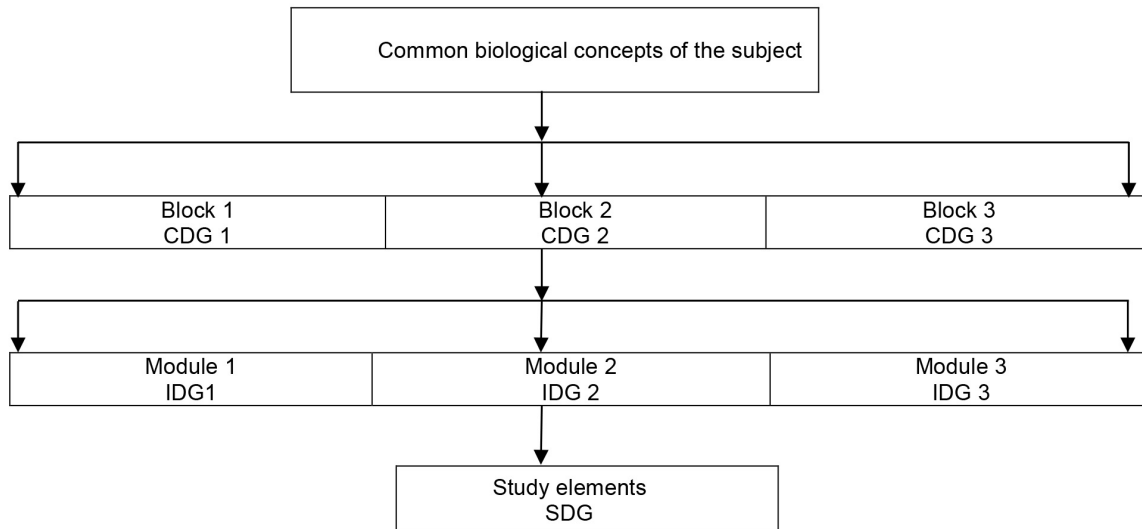 Common biological concepts of the subject
Block 1
CDG 1
Block 2
CDG 2
Block 3
CDG 3
Module 1
IDG1
Module 2
IDG 2
Module 3
IDG 3
Study elements
SDG